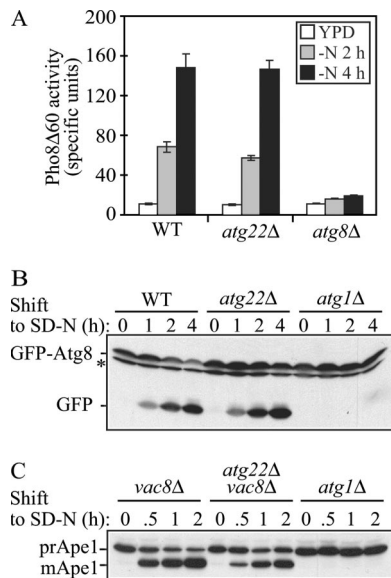 A
Pho8Δ60 activity
(specific units)
200
160
120
80
40
0
YPD
-N 2 h
-N 4 h
WT
atg22Δ
atg8Δ
B
WT
atg22Δ
atg1Δ
Shift
to SD-N (h)
0 1 2 4 0 1 2 4 0 1 2 4
GFP-Atg8
*
GFP
C
vac8Δ
atg22Δ
vac8Δ
atg1Δ
Shift
to SD-N (h)
0 .5 1 2 0 .5 1 2 0 .5 1 2
prApe1
mApe1